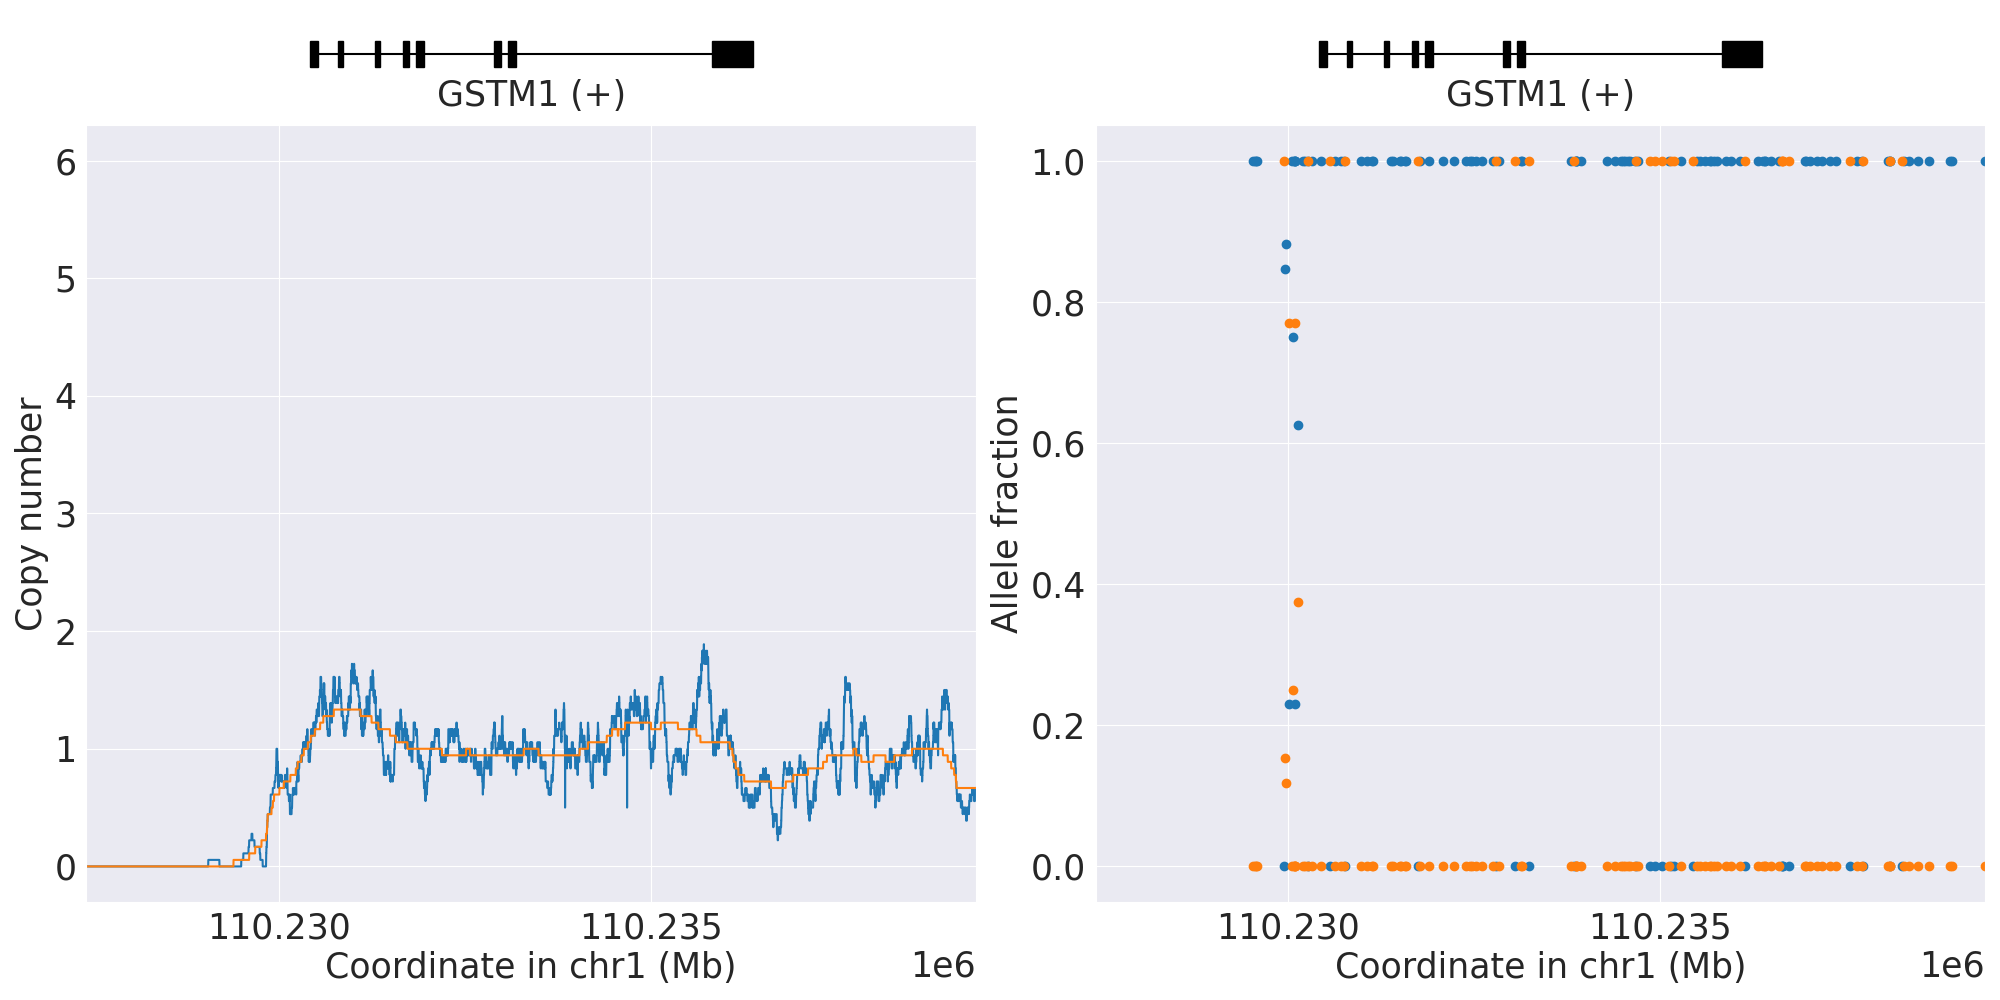 GSTM1 (+)
6
5
4
3
2
1
0
Copy number
110.230
110.235
Coordinate in chr1 (Mb)
1e6
GSTM1 (+)
1.0
0.8
0.6
0.4
0.2
0.0
Allele fraction
110.230
110.235
Coordinate in chr1 (Mb)
1e6